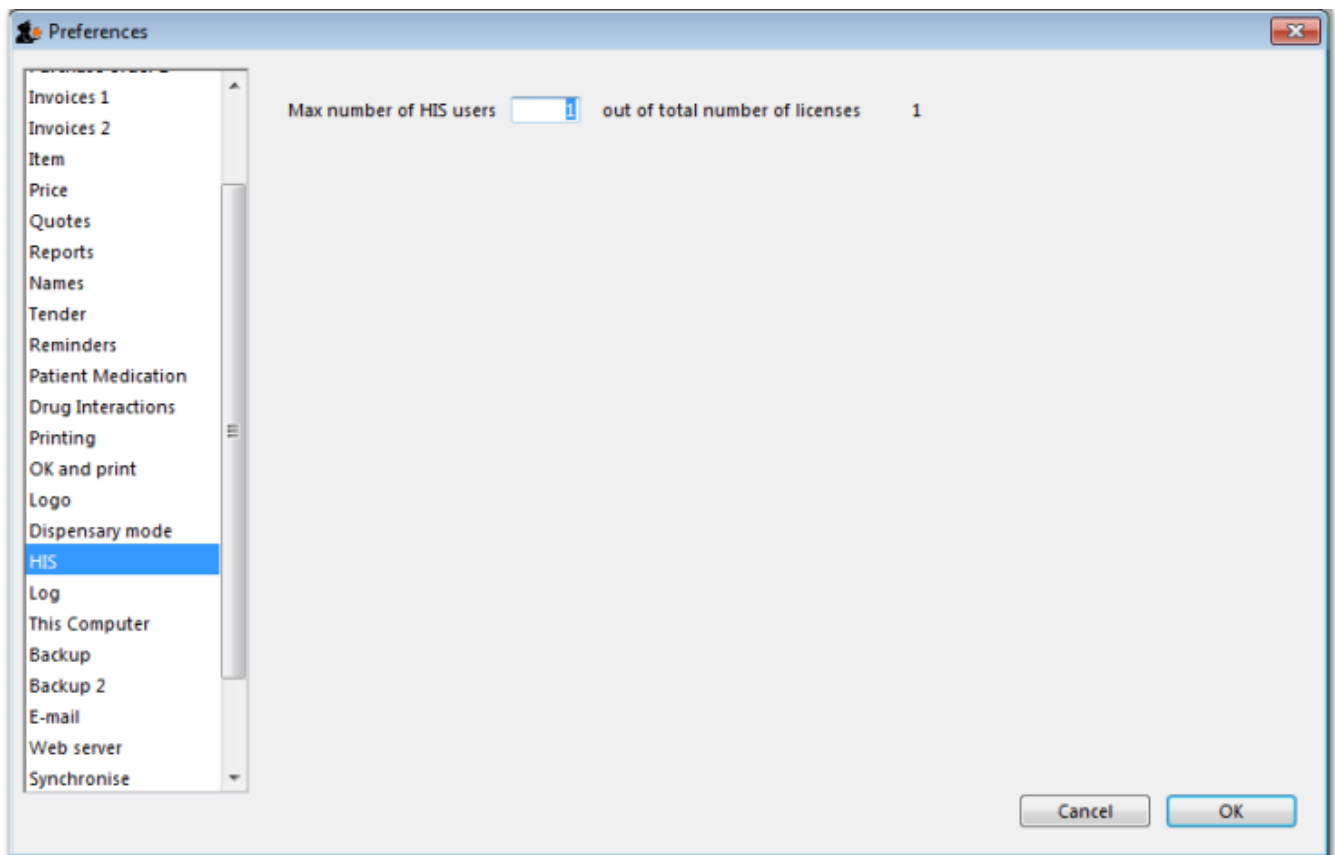 Preferences
Invoices 1
Invoices 2
Item
Price
Quotes
Reports
Names
Tender
Reminders
Patient Medication
Drug Interactions
Printing
OK and print
Logo
Dispensary mode
HIS
Log
This Computer
Backup
Backup 2
E-mail
Web server
Synchronise
Max number of HIS users 1 out of total number of licenses 1
Cancel OK